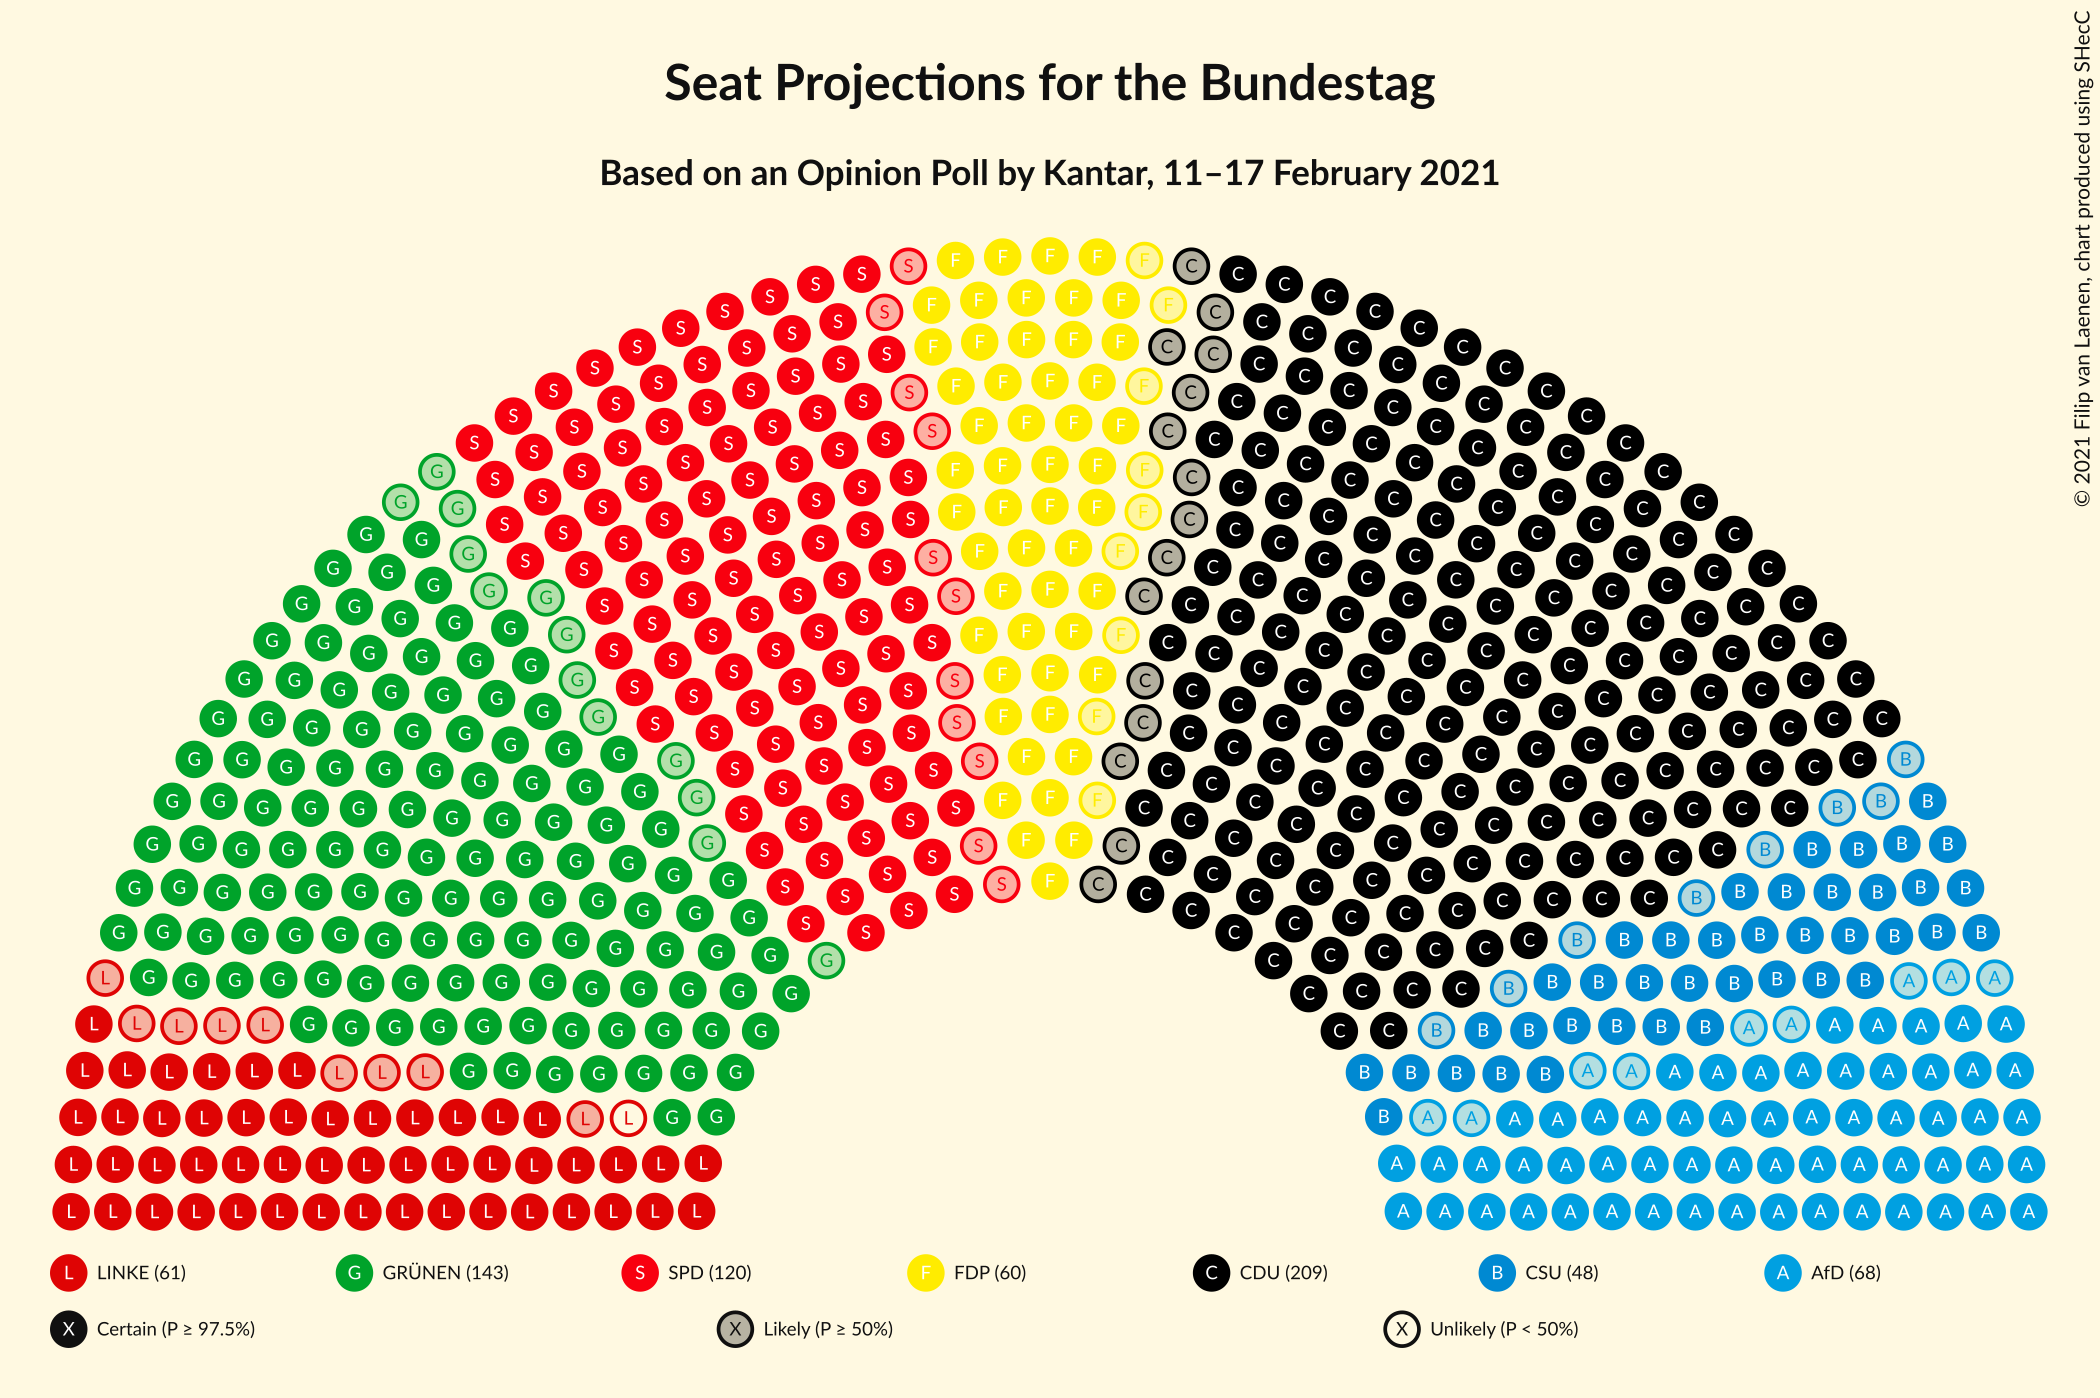 Seat Projections for the Bundestag
Based on an Opinion Poll by Kantar, 11–17 February 2021
© 2021 Filip van Laenen, chart produced using SHecC
L LINKE (61) G GRÜNEN (143) S SPD (120) F FDP (60) C CDU (209) B CSU (48) A AfD (68)
X Certain (P ≥ 97.5%) X Likely (P ≥ 50%) X Unlikely (P < 50%)